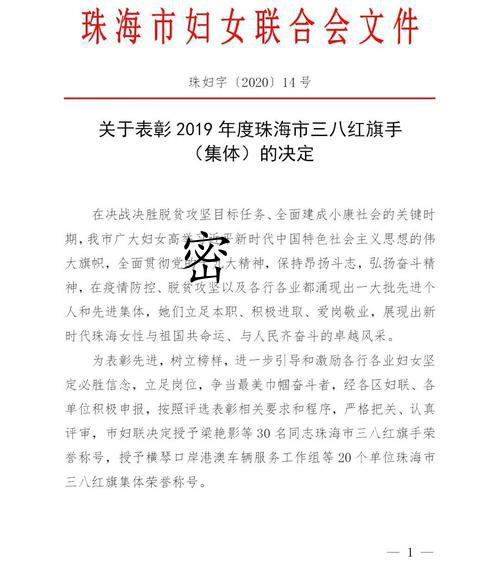 珠海市妇女联合会文件
珠妇字〔2020〕14号
关于表彰 2019 年度珠海市三八红旗手
（集体）的决定
在决战决胜脱贫攻坚目标任务、全面建成小康社会的关键时
期，我市广大妇女高举习近平新时代中国特色社会主义思想的伟
大旗帜，全面贯彻党的十九大精神，保持昂扬斗志，弘扬奋斗精
神，在疫情防控、脱贫攻坚以及各行各业都涌现出一大批先进个
人和先进集体，她们立足本职、积极进取、爱岗敬业，展现出新
时代珠海女性与祖国共命运、与人民齐奋斗的卓越风采。
为表彰先进，树立榜样，进一步引导和激励各行各业妇女坚
定必胜信念，立足岗位，争当最美巾帼奋斗者，经各区妇联、各
单位积极申报，按照评选表彰相关要求和程序，严格把关、认真
评审，市妇联决定授予梁艳影等 30 名同志珠海市三八红旗手荣
誉称号，授予横琴口岸港澳车辆服务工作组等 20 个单位珠海市
三八红旗集体荣誉称号。
— 1
密